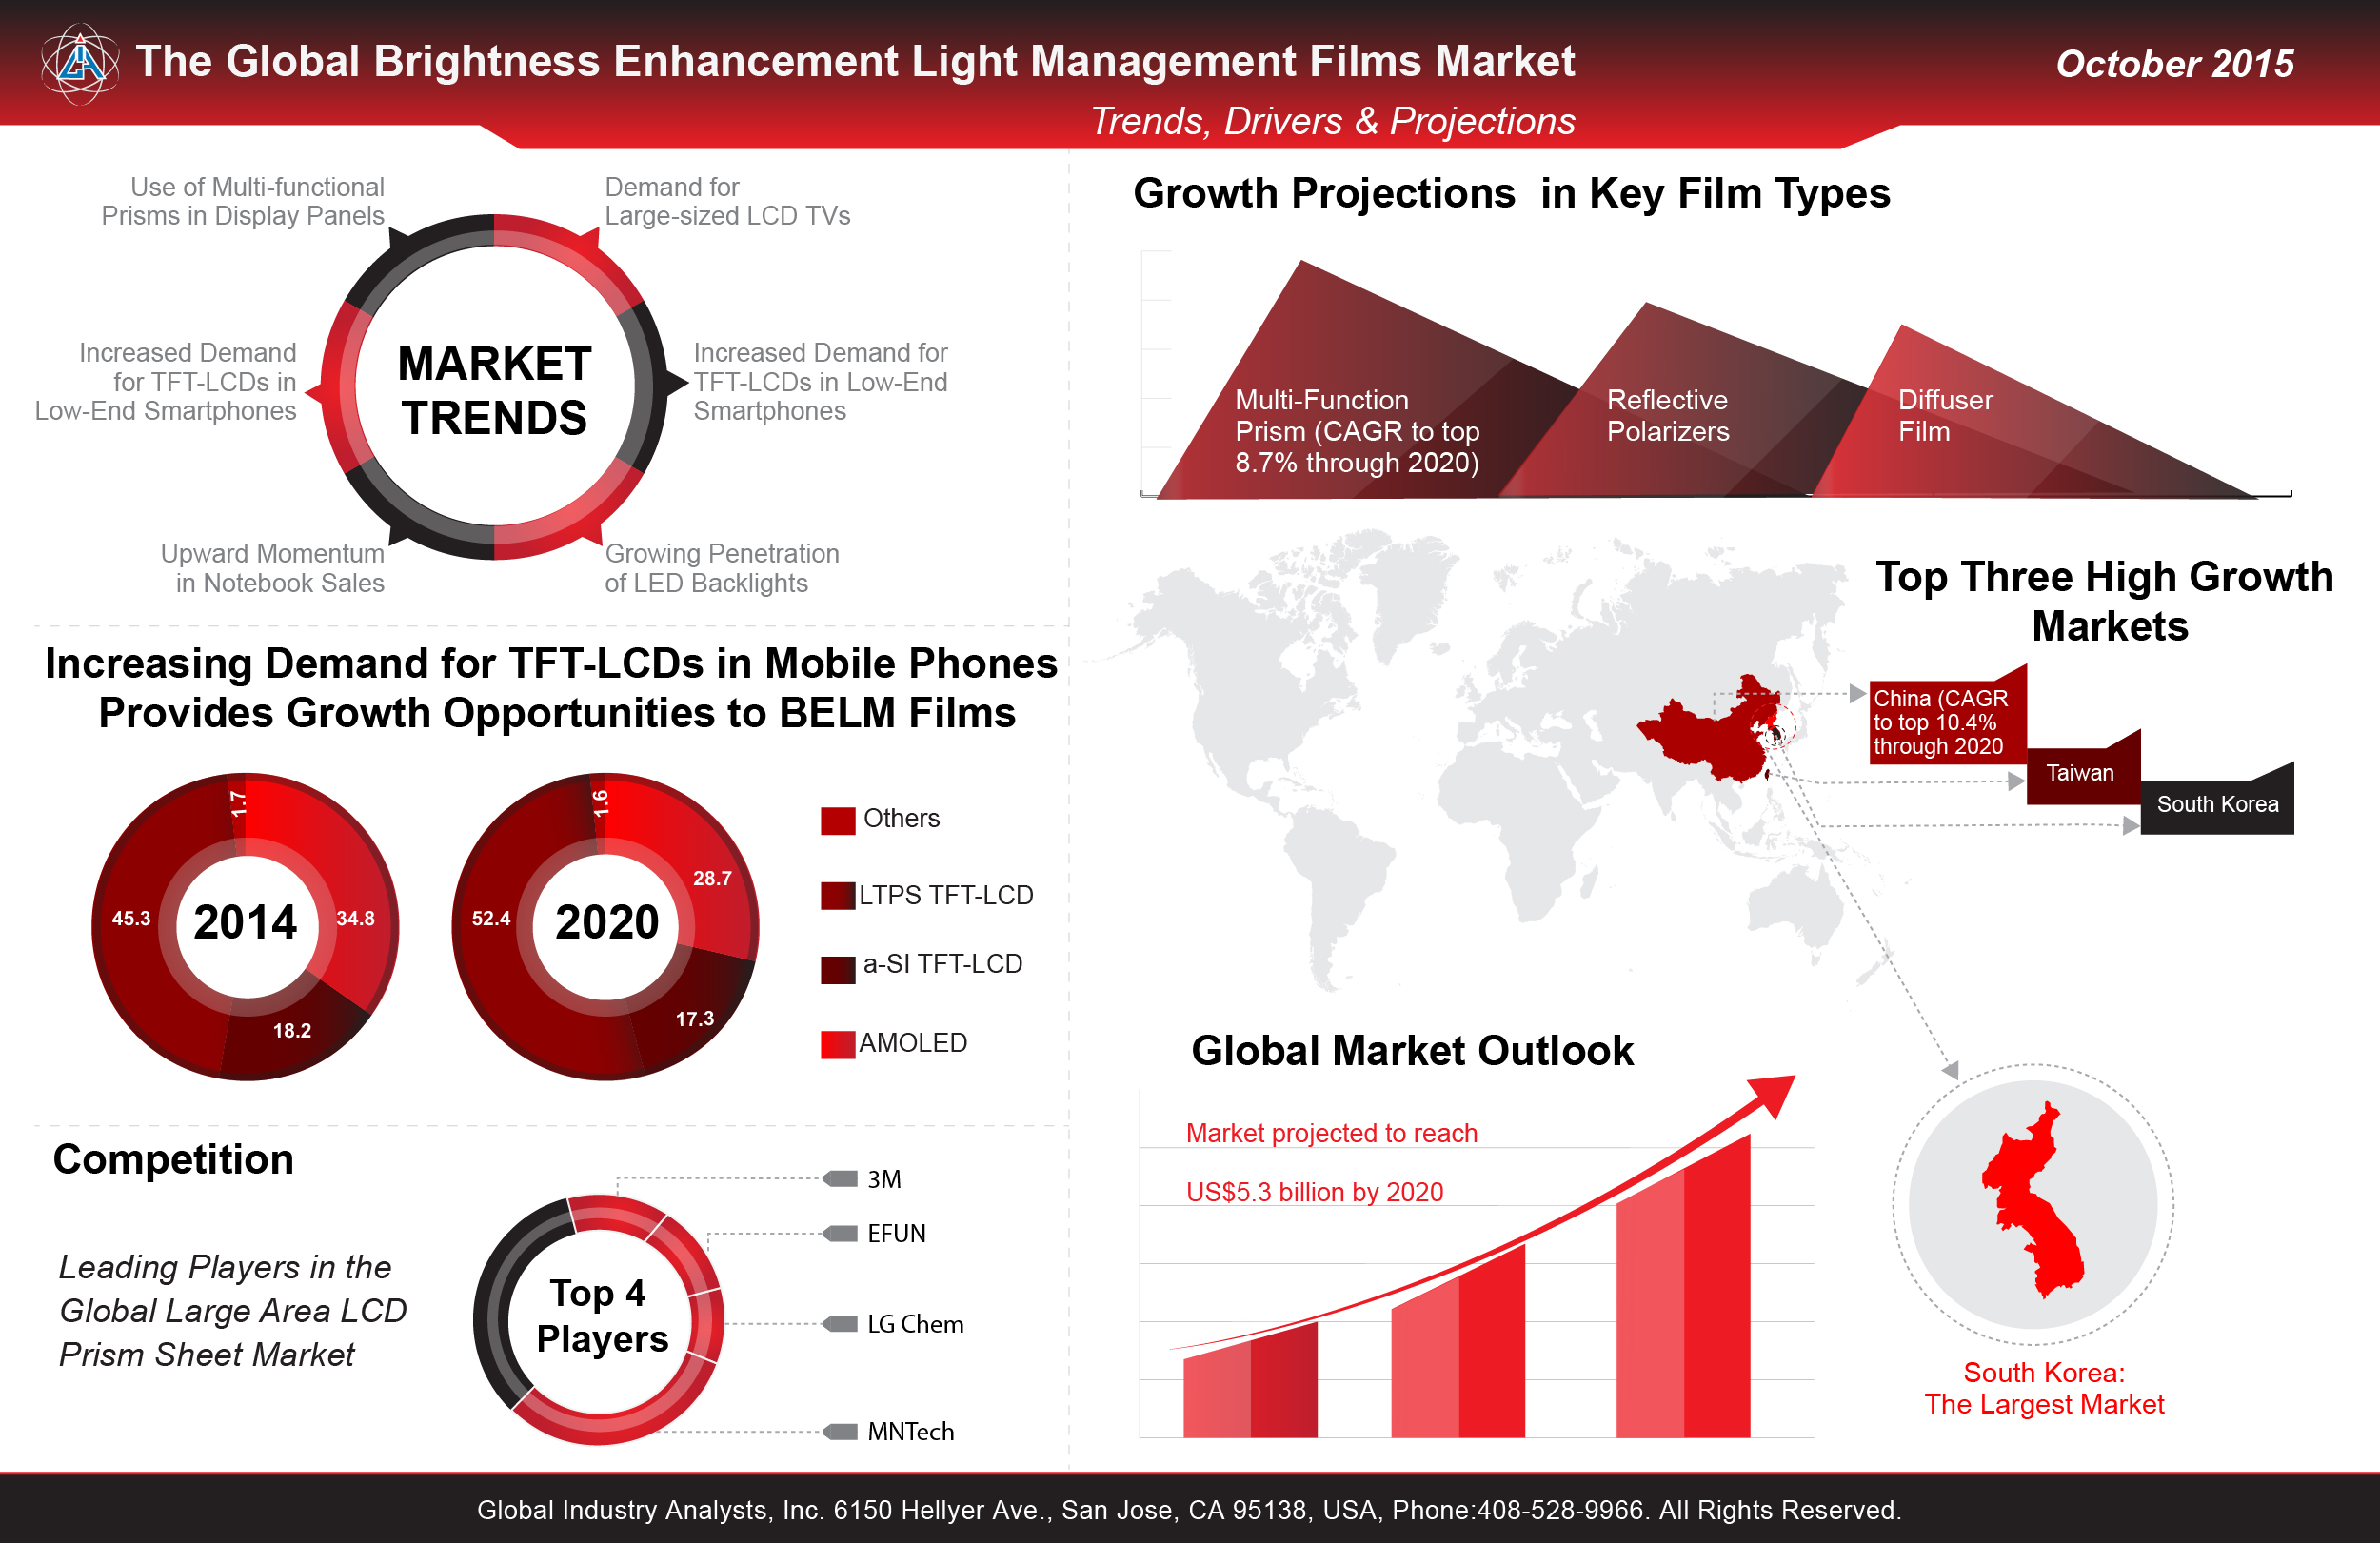 The Global Brightness Enhancement Light Management Films Market
October 2015
Trends, Drivers & Projections
Use of Multi-functional
Prisms in Display Panels
Demand for
Large-sized LCD TVs
Increased Demand
for TFT-LCDs in
Low-End Smartphones
MARKET
TRENDS
Increased Demand for
TFT-LCDs in Low-End
Smartphones
Upward Momentum
in Notebook Sales
Growing Penetration
of LED Backlights
Increasing Demand for TFT-LCDs in Mobile Phones
Provides Growth Opportunities to BELM Films
1.7
45.3
2014
34.8
18.2
1.6
28.7
52.4
2020
17.3
Others
LTPS TFT-LCD
a-SI TFT-LCD
AMOLED
Competition
Leading Players in the
Global Large Area LCD
Prism Sheet Market
Top 4
Players
3M
EFUN
LG Chem
MNTech
Growth Projections in Key Film Types
Multi-Function
Prism (CAGR to top
8.7% through 2020)
Reflective
Polarizers
Diffuser
Film
Top Three High Growth
Markets
China (CAGR
to top 10.4%
through 2020
Taiwan
South Korea
Global Market Outlook
Market projected to reach
US$5.3 billion by 2020
South Korea:
The Largest Market
Global Industry Analysts, Inc. 6150 Hellyer Ave., San Jose, CA 95138, USA, Phone:408-528-9966. All Rights Reserved.